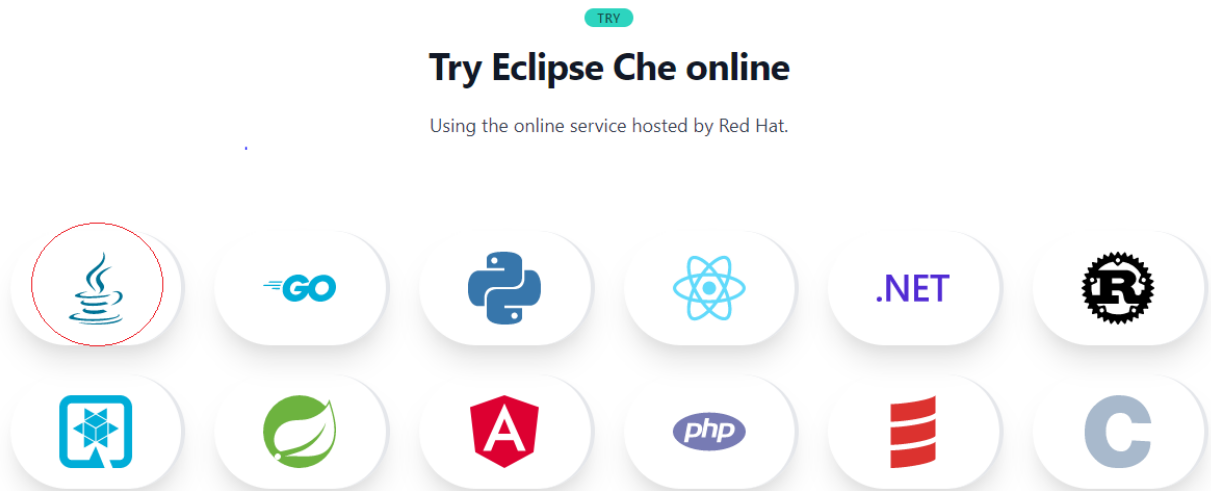 TRY
Try Eclipse Che online
Using the online service hosted by Red Hat.
GO
.NET
R
A
php
C